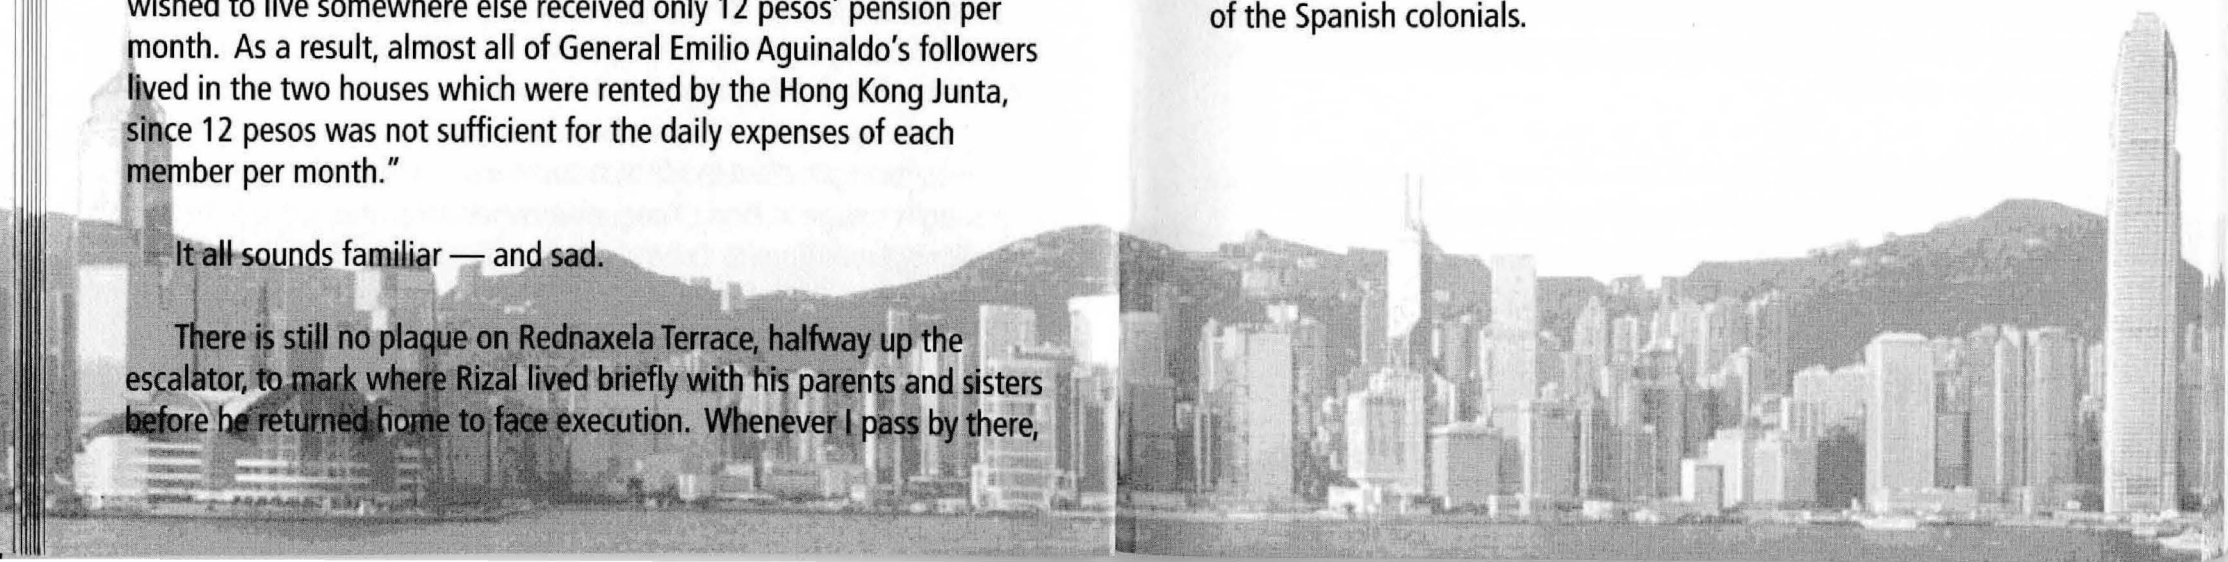 wished to live somewhere else received only 12 pesos' pension per
month. As a result, almost all of General Emilio Aguinaldo's followers
lived in the two houses which were rented by the Hong Kong Junta,
since 12 pesos was not sufficient for the daily expenses of each
member per month."
It all sounds familiar — and sad.
There is still no plaque on Rednaxela Terrace, halfway up the
escalator, to mark where Rizal lived briefly with his parents and sisters
before he returned home to face execution. Whenever I pass by there,
of the Spanish colonials.